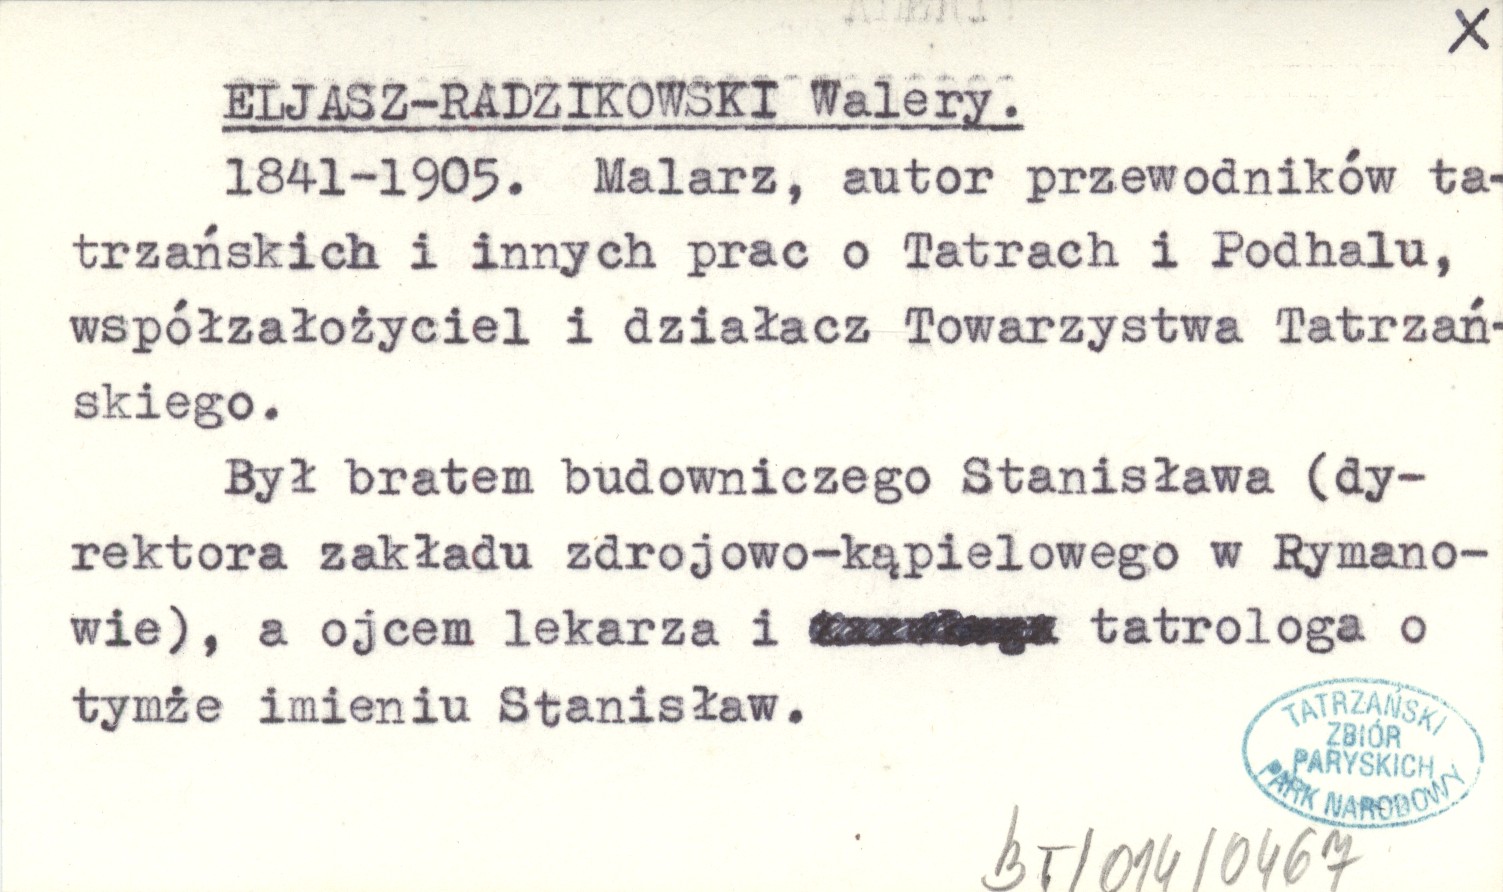 X
ELJASZ-RADZIKOWSKI Walery.
1841-1905. Malarz, autor przewodników ta-
trzańskich i innych prac o Tatrach i Podhalu,
współzałożyciel i działacz Towarzystwa Tatrzań-
skiego.
Był bratem budowniczego Stanisława (dy-
rektora zakładu zdrojowo-kąpielowego w Rymano-
wie), a ojcem lekarza i tatrologa o
tymże imieniu Stanisław.
TATRZAŃSKI
ZBIÓR
PARYSKICH
PARK NARODOWY
BT/014/0467